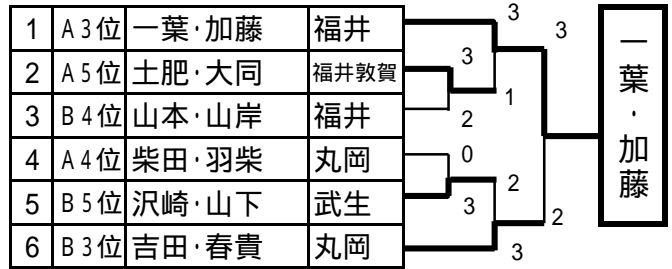 1 A3位 一葉・加藤 福井
2 A5位 土肥・大同 福井敦賀
3 B4位 山本・山岸 福井
4 A4位 柴田・羽柴 丸岡
5 B5位 沢崎・山下 武生
6 B3位 吉田・春貴 丸岡
3
3
3
1
2
0
2
3
2
3
一葉・加藤